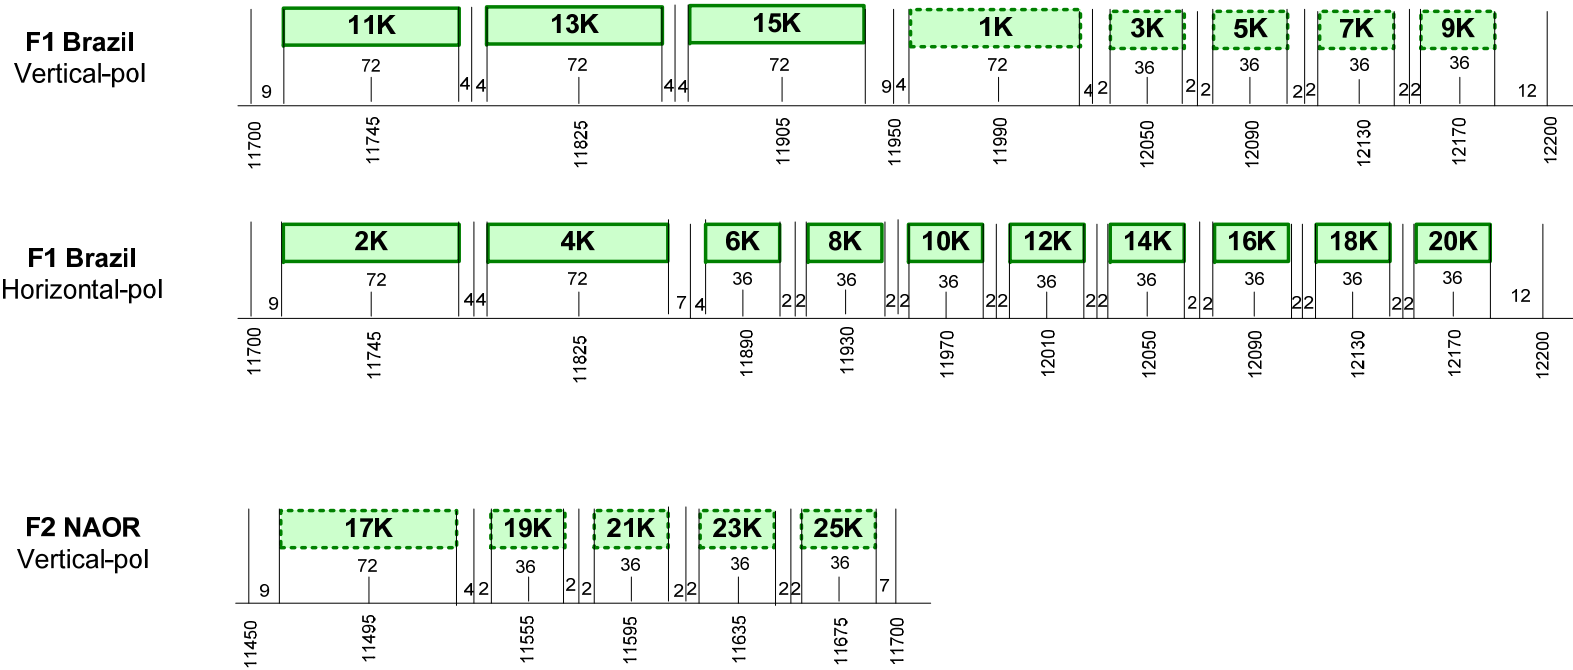 11K 13K 15K 1K 3K 5K 7K 9K
F1 Brazil
Vertical-pol
72 72 72 72 36 36 36 36
9 4 4 4 4 9 4 4 2 2 2 2 2 2 2 12
11700 11745 11825 11905 11950 11990 12050 12090 12130 12170 12200
2K 4K 6K 8K 10K 12K 14K 16K 18K 20K
F1 Brazil
Horizontal-pol
72 72 36 36 36 36 36 36 36 36
9 4 4 7 4 2 2 2 2 2 2 2 2 2 2 2 2 2 2 12
11700 11745 11825 11890 11930 11970 12010 12050 12090 12130 12170 12200
17K 19K 21K 23K 25K
F2 NAOR
Vertical-pol
72 36 36 36 36
9 4 2 2 2 2 2 2 2 7
11450 11495 11555 11595 11635 11675 11700